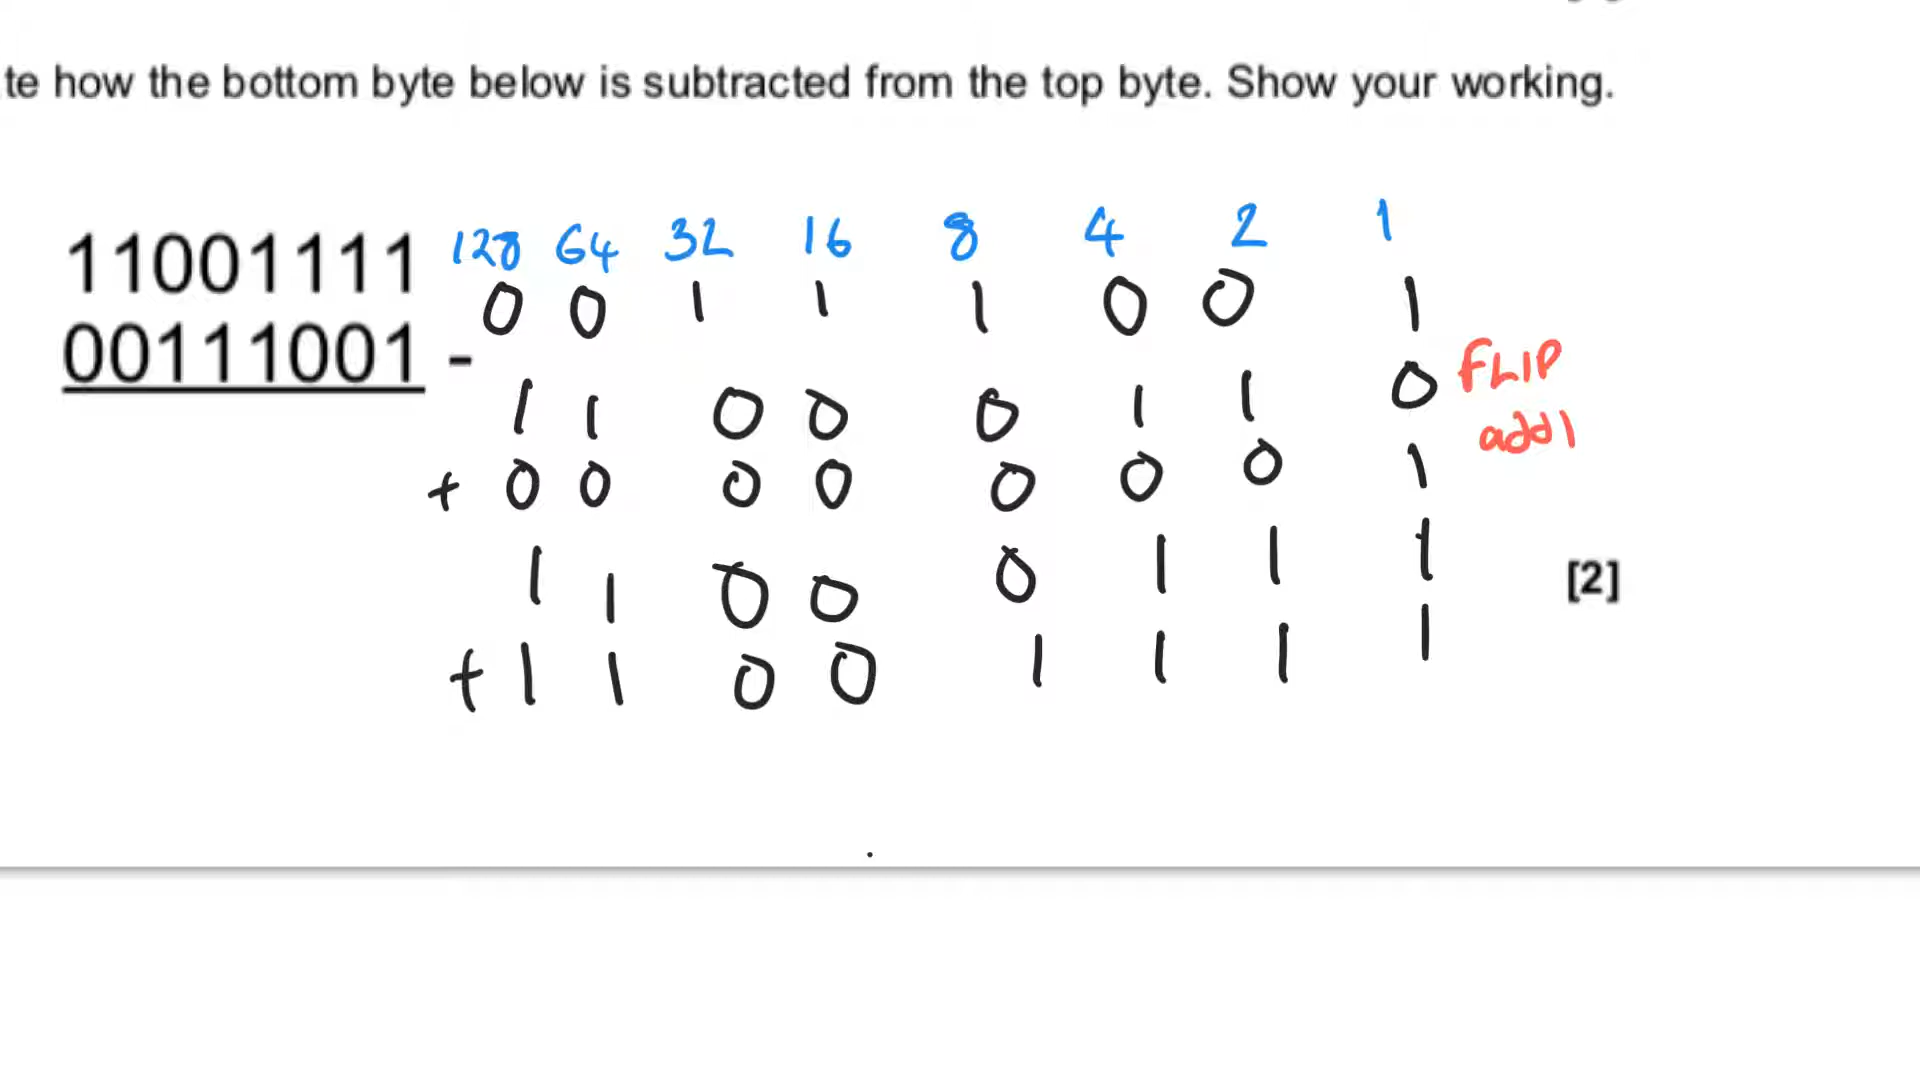 te how the bottom byte below is subtracted from the top byte. Show your working.
11001111
128 64 32 16 8 4 2 1
0 0 1 1 1 0 0 1
00111001 -
FLIP
1 1 0 0 0 1 1 0
add 1
+ 0 0 0 0 0 0 0 1
1 1 0 0 0 1 1 1
[2]
+ 1 1 0 0 1 1 1 1